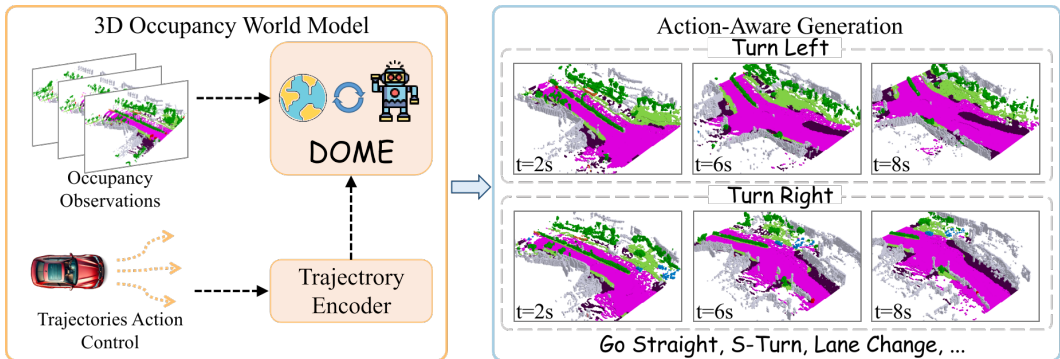 3D Occupancy World Model
DOME
Occupancy
Observations
Trajectrory
Encoder
Trajectories Action
Control
Action-Aware Generation
Turn Left
t=2s
t=6s
t=8s
Turn Right
t=2s
t=6s
t=8s
Go Straight, S-Turn, Lane Change, ...